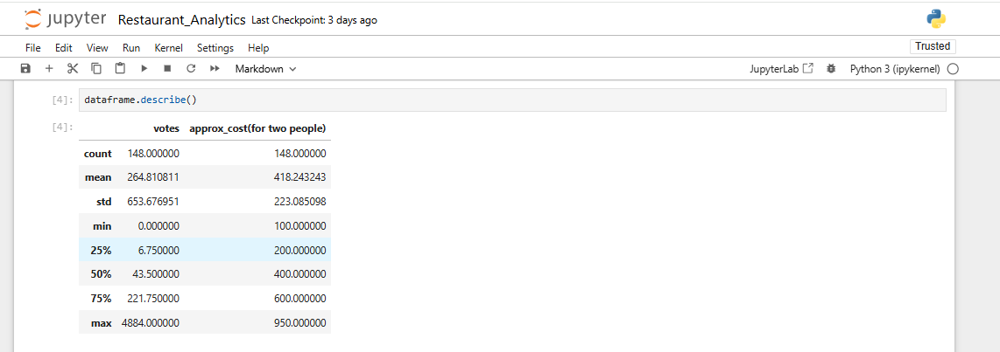 jupyter Restaurant_Analytics Last Checkpoint: 3 days ago
File Edit View Run Kernel Settings Help Trusted
Markdown JupyterLab Python 3 (ipykernel)
[4]: dataframe.describe()
[4]: votes approx_cost(for two people)
count 148.000000 148.000000
mean 264.810811 418.243243
std 653.676951 223.085098
min 0.000000 100.000000
25% 6.750000 200.000000
50% 43.500000 400.000000
75% 221.750000 600.000000
max 4884.000000 950.000000